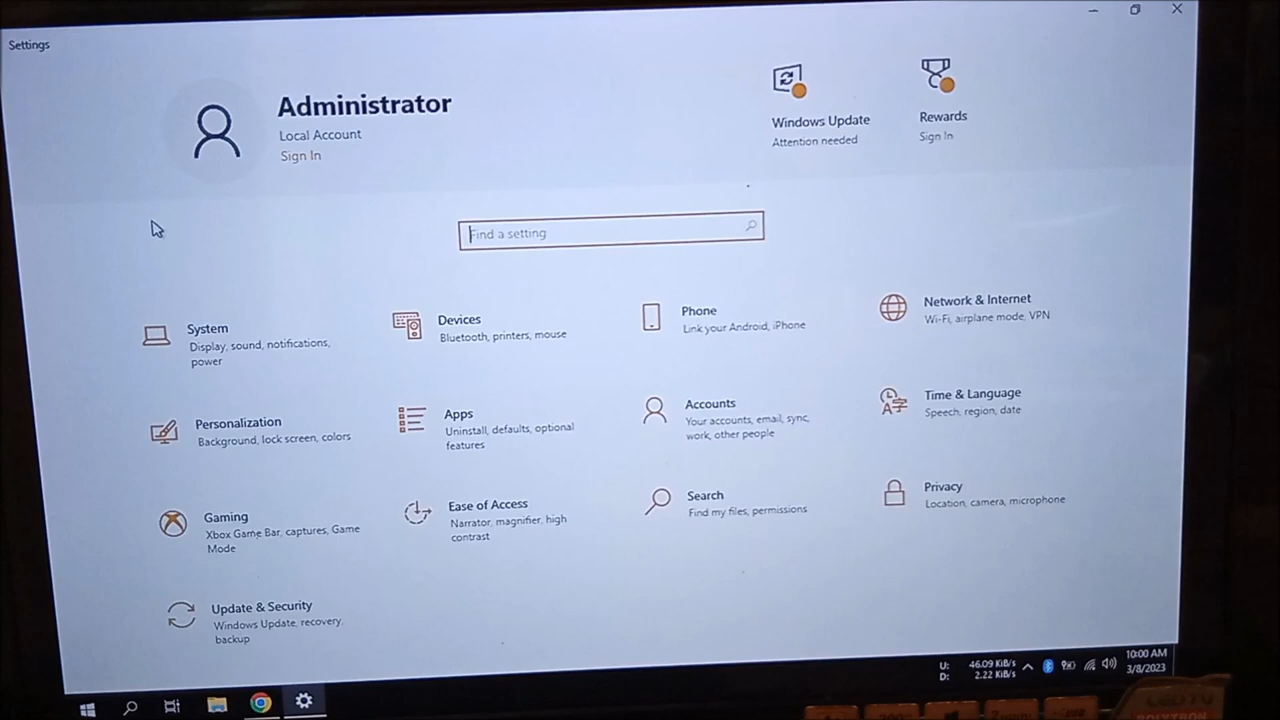 Settings
Administrator
Local Account
Sign In
Windows Update
Attention needed
Rewards
Sign In
Find a setting
System
Display, sound, notifications,
power
Devices
Bluetooth, printers, mouse
Phone
Link your Android, iPhone
Network & Internet
Wi-Fi, airplane mode, VPN
Personalization
Background, lock screen, colors
Apps
Uninstall, defaults, optional
features
Accounts
Your accounts, email, sync,
work, other people
Time & Language
Speech, region, date
Gaming
Xbox Game Bar, captures, Game
Mode
Ease of Access
Narrator, magnifier, high
contrast
Search
Find my files, permissions
Privacy
Location, camera, microphone
Update & Security
Windows Update, recovery,
backup
U: 46.09 KiB/s
D: 2.22 KiB/s
10:00 AM
3/8/2023